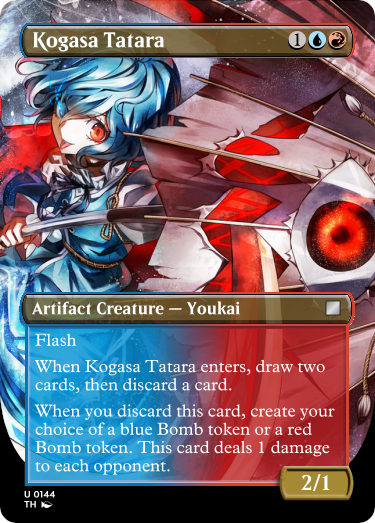 Kogasa Tatara 1
Artifact Creature — Youkai
Flash
When Kogasa Tatara enters, draw two
cards, then discard a card.
When you discard this card, create your
choice of a blue Bomb token or a red
Bomb token. This card deals 1 damage
to each opponent.
2/1
U 0144
TH